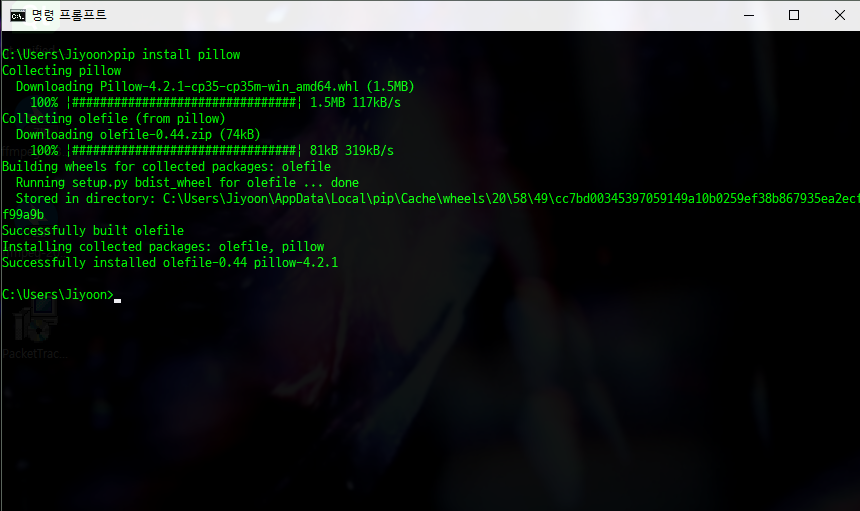 명령 프롬프트
C:\Users\Jiyoon>pip install pillow
Collecting pillow
  Downloading Pillow-4.2.1-cp35-cp35m-win_amd64.whl (1.5MB)
    100% |################################| 1.5MB 117kB/s
Collecting olefile (from pillow)
  Downloading olefile-0.44.zip (74kB)
    100% |################################| 81kB 319kB/s
Building wheels for collected packages: olefile
  Running setup.py bdist_wheel for olefile ... done
  Stored in directory: C:\Users\Jiyoon\AppData\Local\pip\Cache\wheels\20\58\49\cc7bd00345397059149a10b0259ef38b867935ea2ecf
f99a9b
Successfully built olefile
Installing collected packages: olefile, pillow
Successfully installed olefile-0.44 pillow-4.2.1
C:\Users\Jiyoon>
PacketTrac...